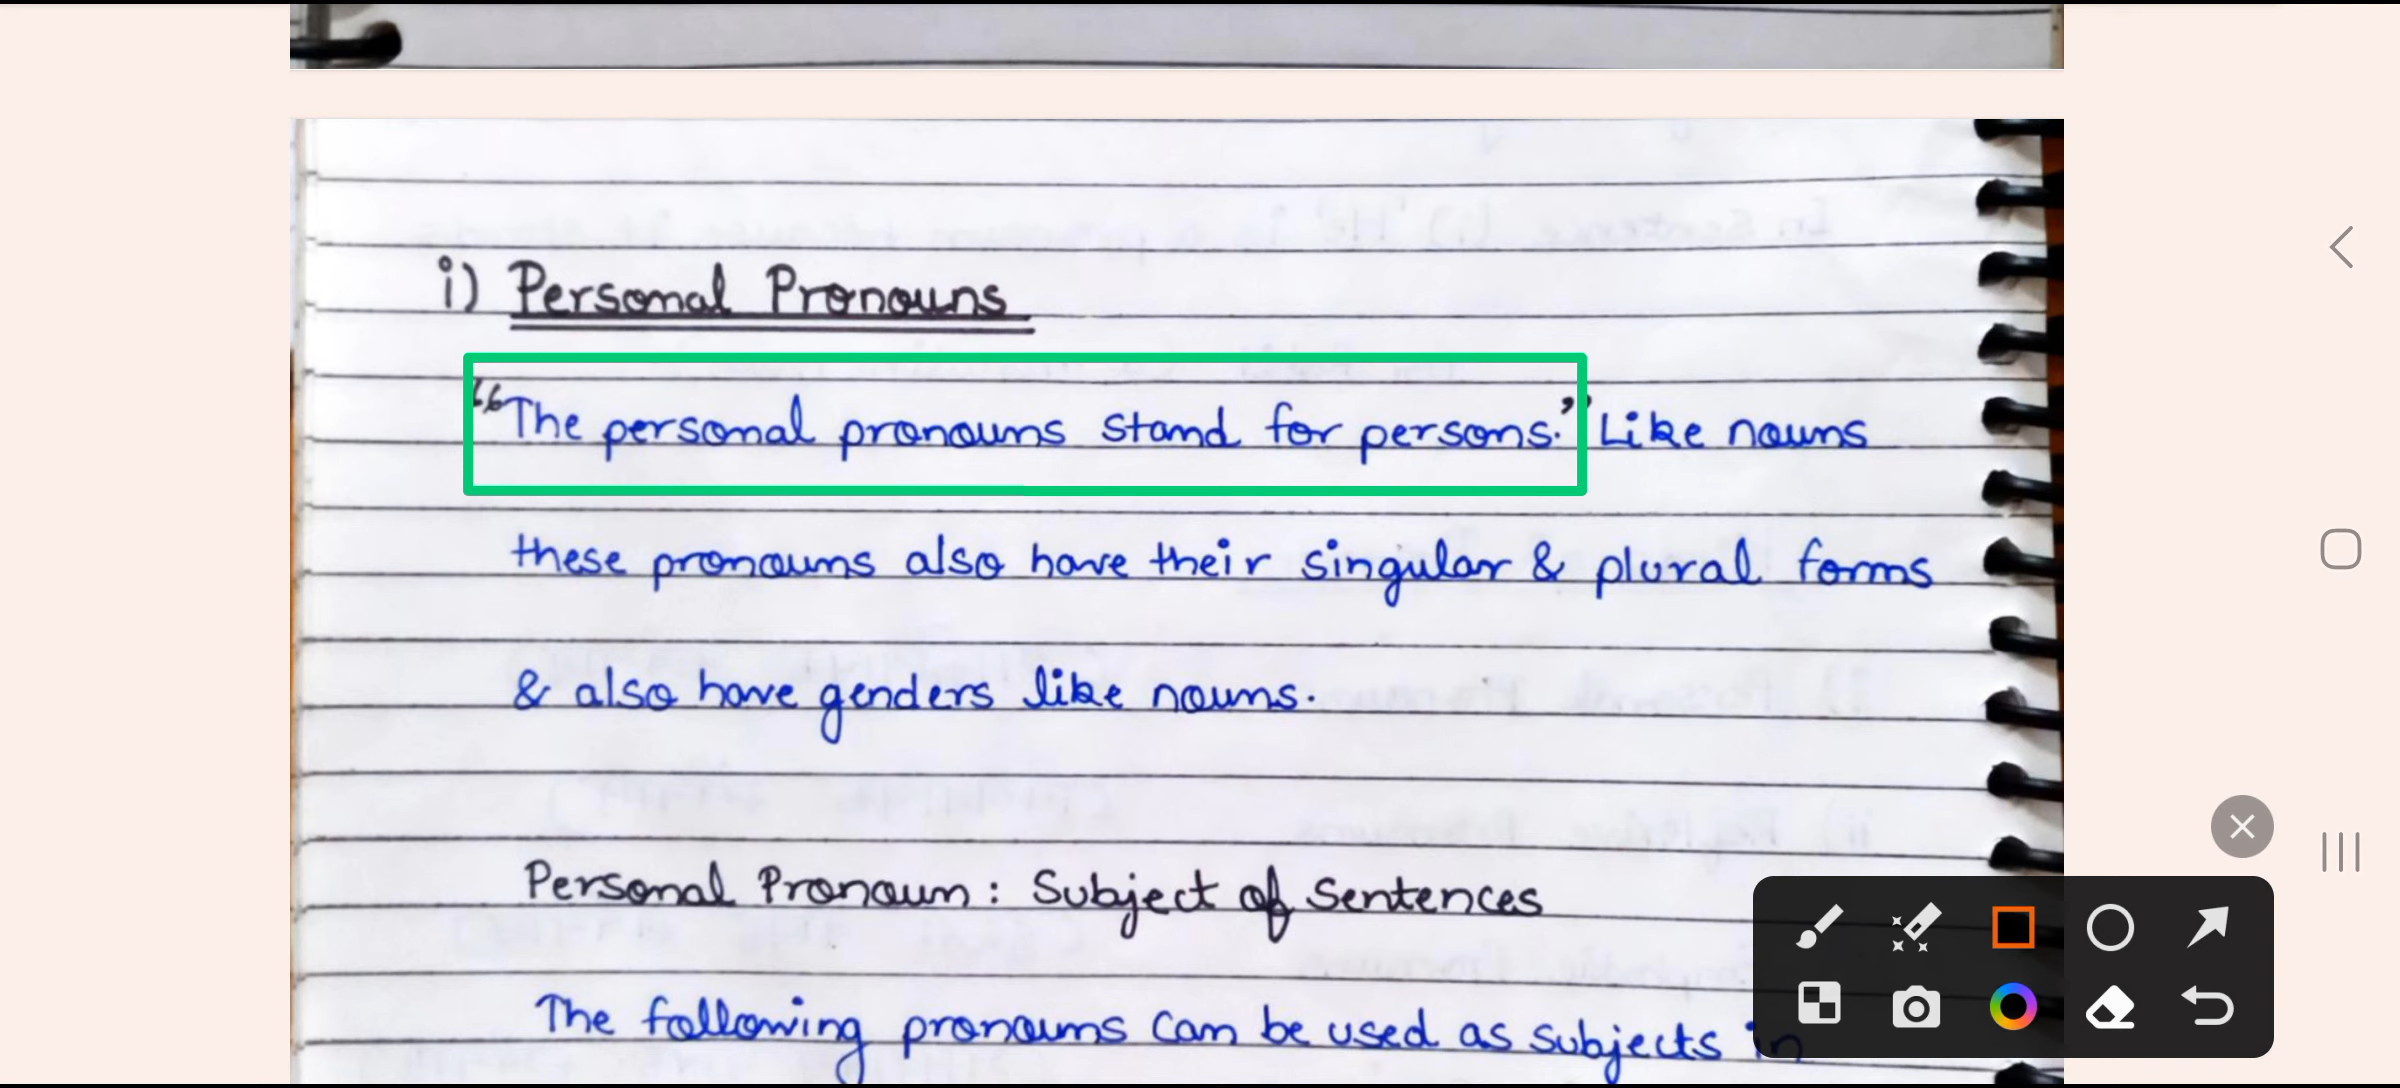 i) Personal Pronouns
"The personal pronouns stand for persons." Like nouns
these pronouns also have their singular & plural forms
& also have genders like nouns.
Personal Pronoun: Subject of Sentences
The following pronouns can be used as subjects in